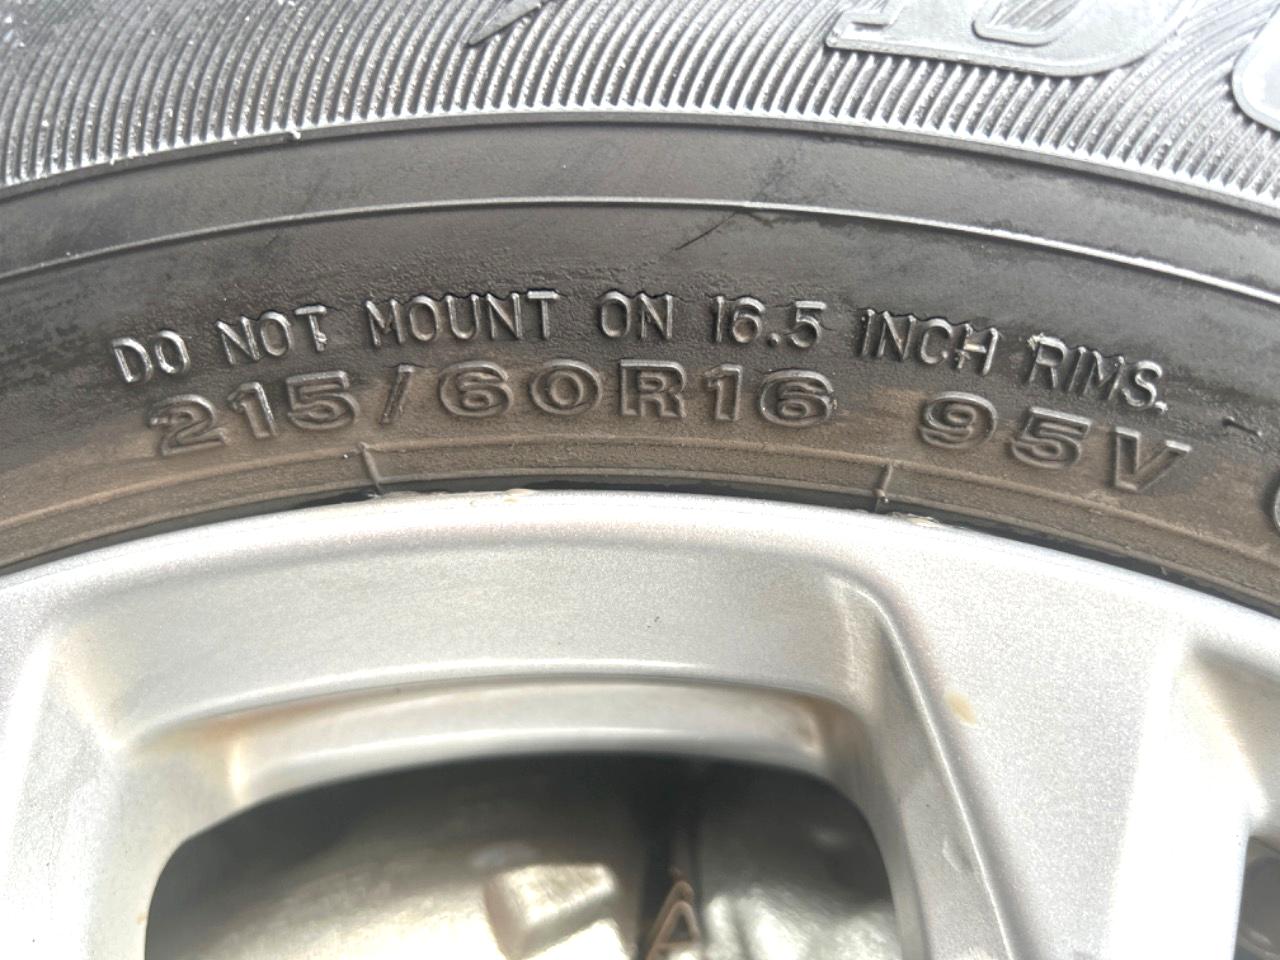 DO NOT MOUNT ON 16.5 INCH RIMS.
215/60R16 95V
A